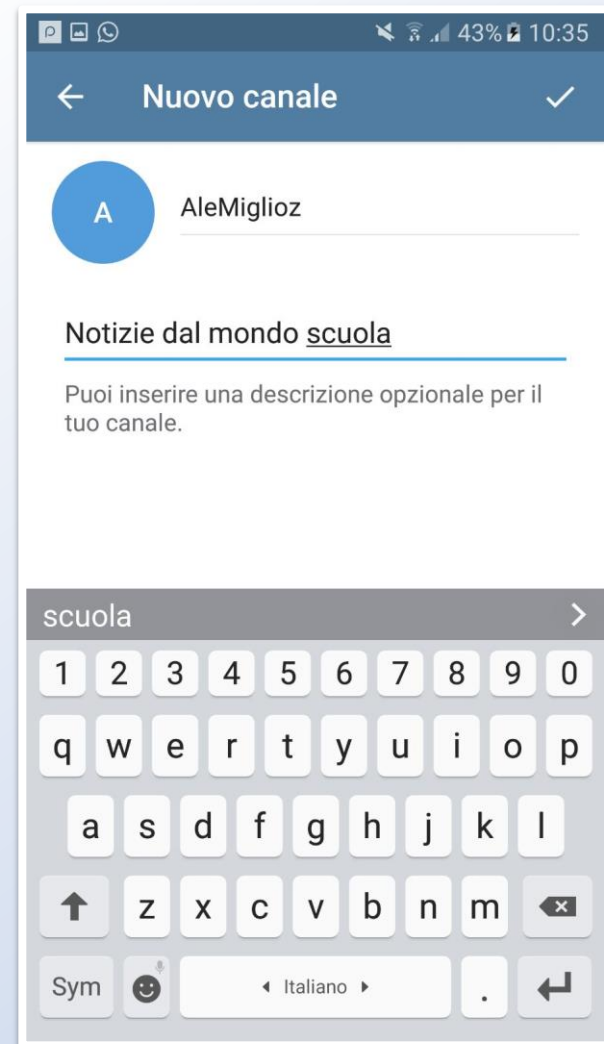 43% 10:35
Nuovo canale
A
AleMiglioz
Notizie dal mondo scuola
Puoi inserire una descrizione opzionale per il
tuo canale.
scuola
1 2 3 4 5 6 7 8 9 0
q w e r t y u i o p
a s d f g h j k l
z x c v b n m
Sym Italiano .